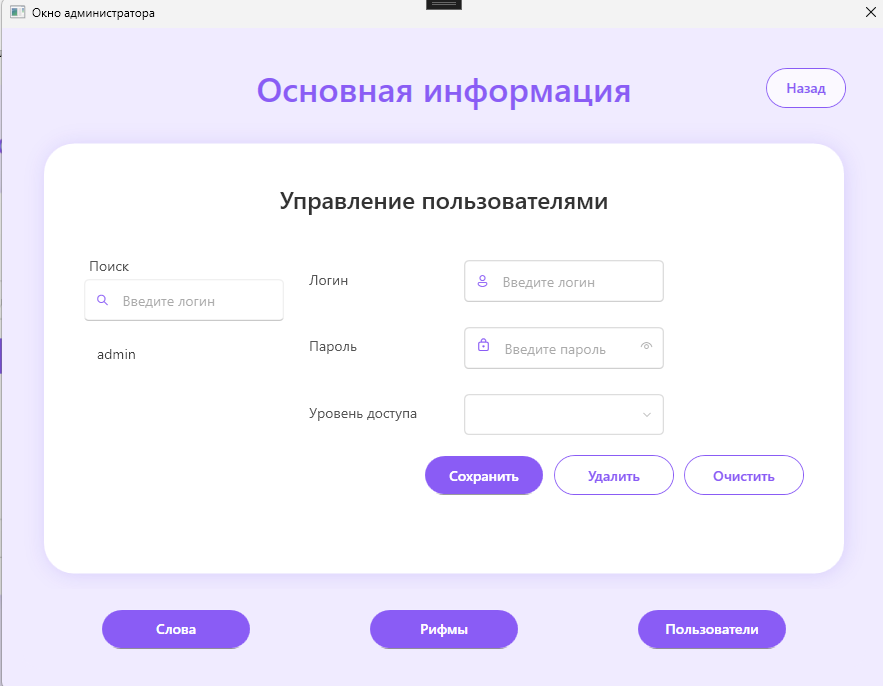 Окно администратора
Основная информация
Назад
Управление пользователями
Поиск
Введите логин
admin
Логин
Введите логин
Пароль
Введите пароль
Уровень доступа
Сохранить
Удалить
Очистить
Слова
Рифмы
Пользователи